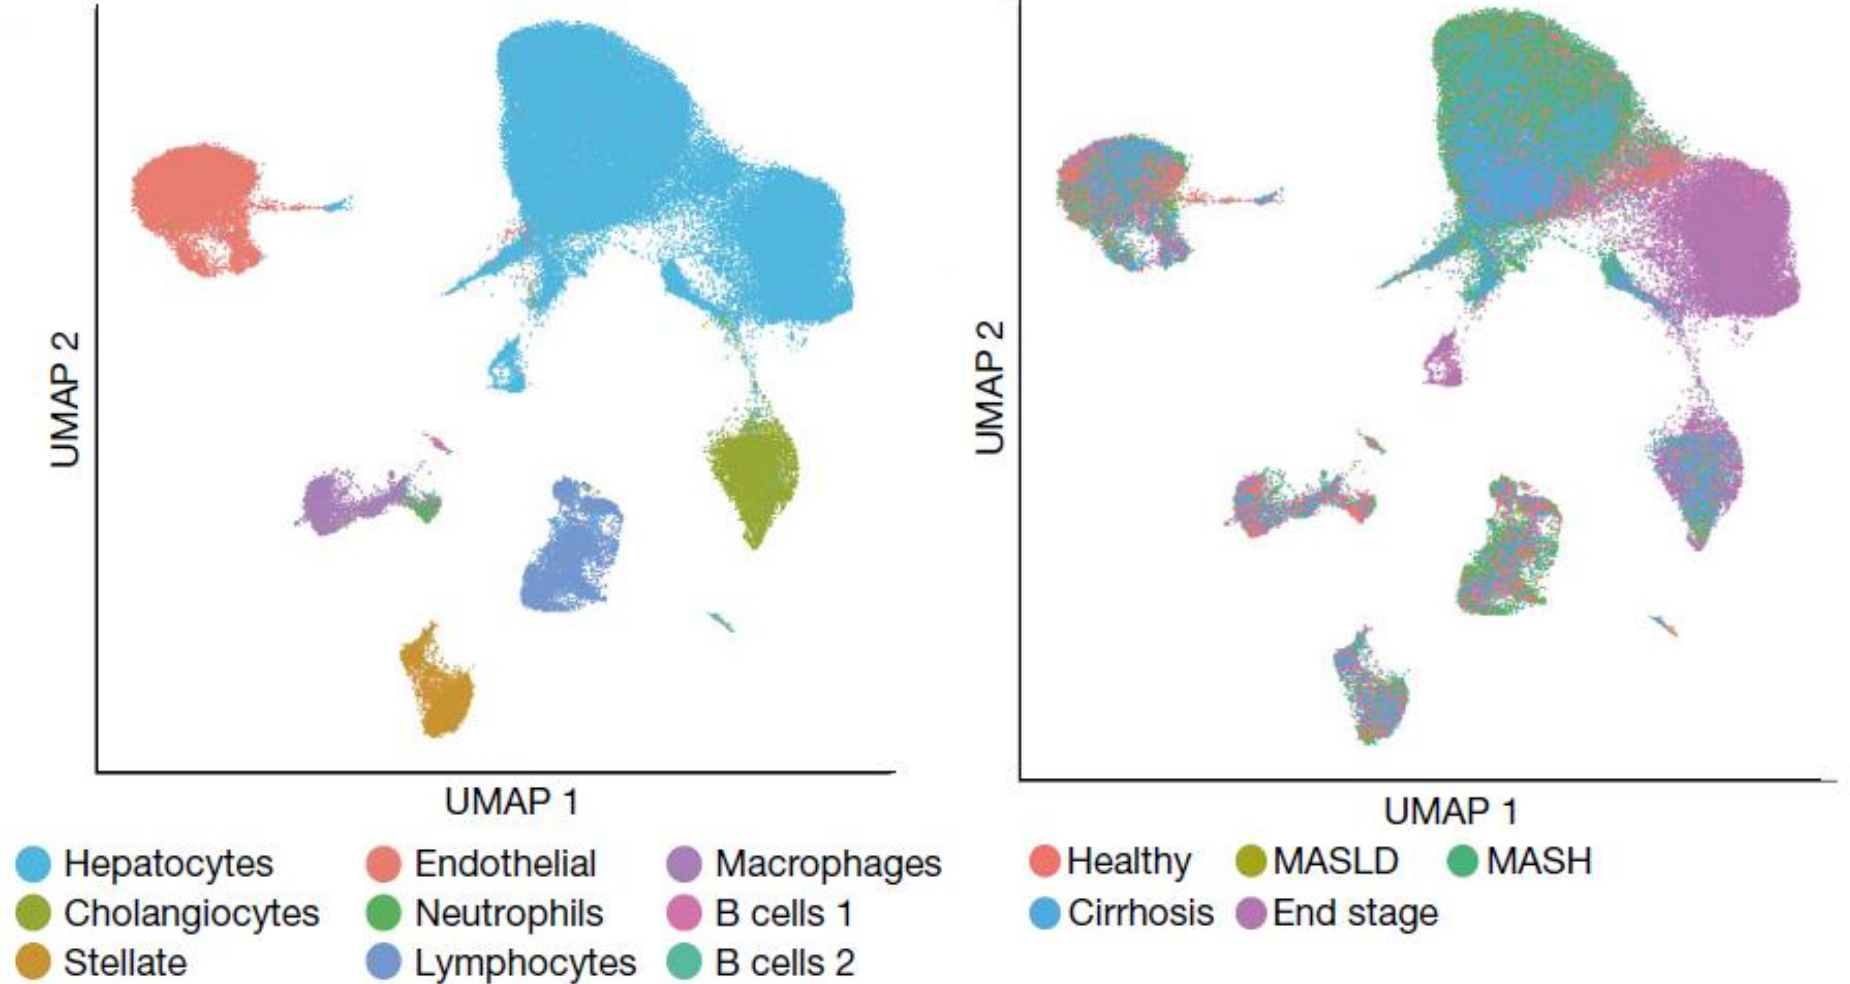 UMAP 2
UMAP 1
Hepatocytes
Endothelial
Macrophages
Cholangiocytes
Neutrophils
B cells 1
Stellate
Lymphocytes
B cells 2
UMAP 2
UMAP 1
Healthy
MASLD
MASH
Cirrhosis
End stage